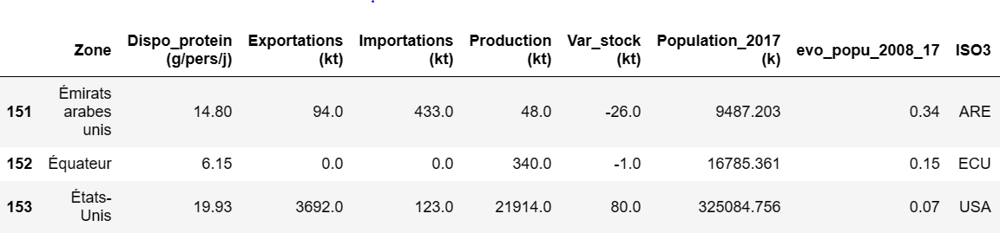 Zone Dispo_protein (g/pers/j) Exportations (kt) Importations (kt) Production (kt) Var_stock (kt) Population_2017 (k) evo_popu_2008_17 ISO3
151 Émirats arabes unis 14.80 94.0 433.0 48.0 -26.0 9487.203 0.34 ARE
152 Équateur 6.15 0.0 0.0 340.0 -1.0 16785.361 0.15 ECU
153 États-Unis 19.93 3692.0 123.0 21914.0 80.0 325084.756 0.07 USA